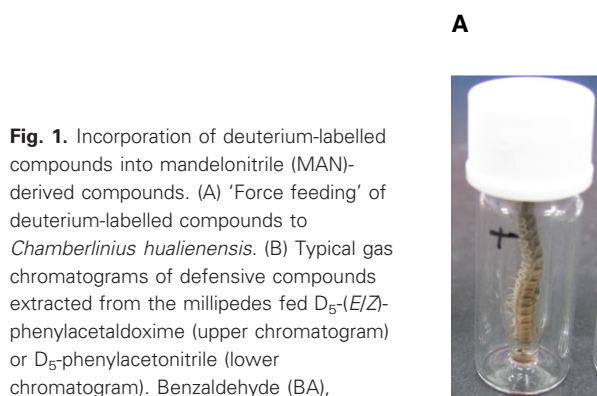 A
Fig. 1. Incorporation of deuterium-labelled
compounds into mandelonitrile (MAN)-
derived compounds. (A) ‘Force feeding’ of
deuterium-labelled compounds to
Chamberlinius hualienensis. (B) Typical gas
chromatograms of defensive compounds
extracted from the millipedes fed D₅-(E/Z)-
phenylacetaldoxime (upper chromatogram)
or D₅-phenylacetonitrile (lower
chromatogram). Benzaldehyde (BA),